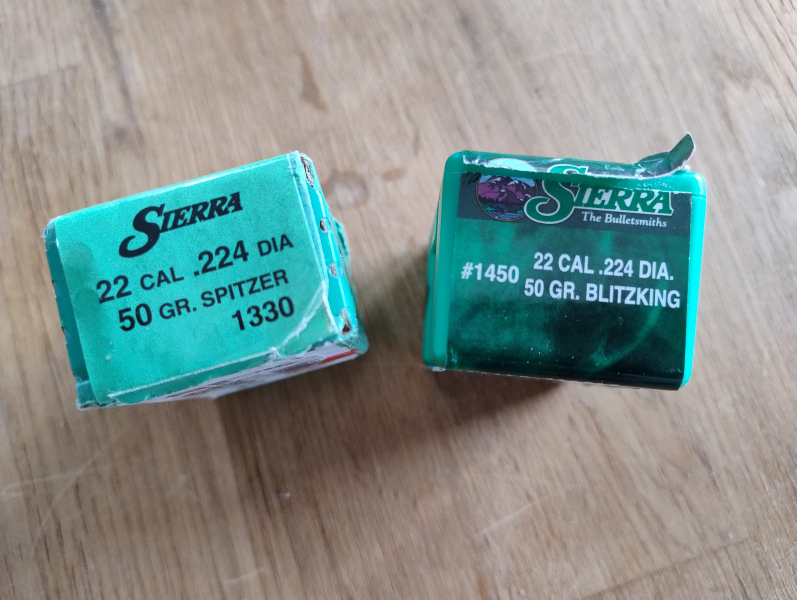 SIERRA
22 CAL .224 DIA
50 GR. SPITZER
1330
SIERRA
The Bulletsmiths
#1450 22 CAL .224 DIA.
50 GR. BLITZKING